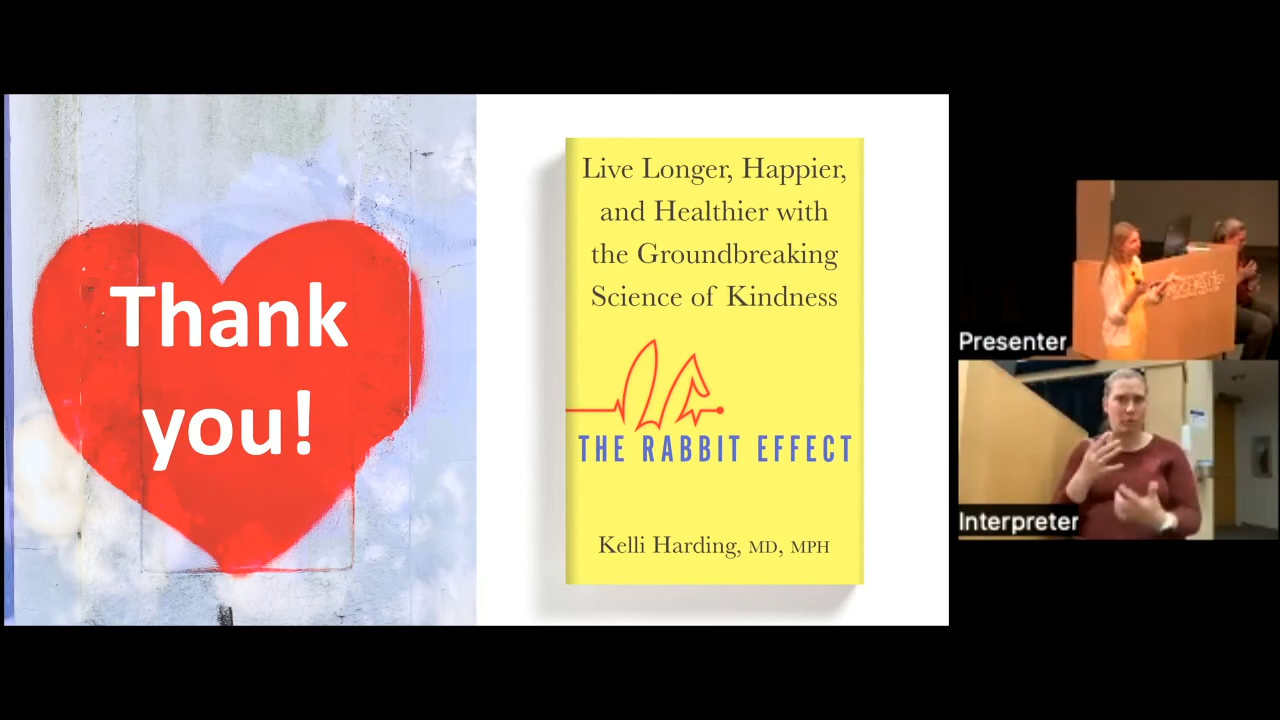 Thank
you!
Live Longer, Happier,
and Healthier with
the Groundbreaking
Science of Kindness
THE RABBIT EFFECT
Kelli Harding, MD, MPH
Presenter
Interpreter